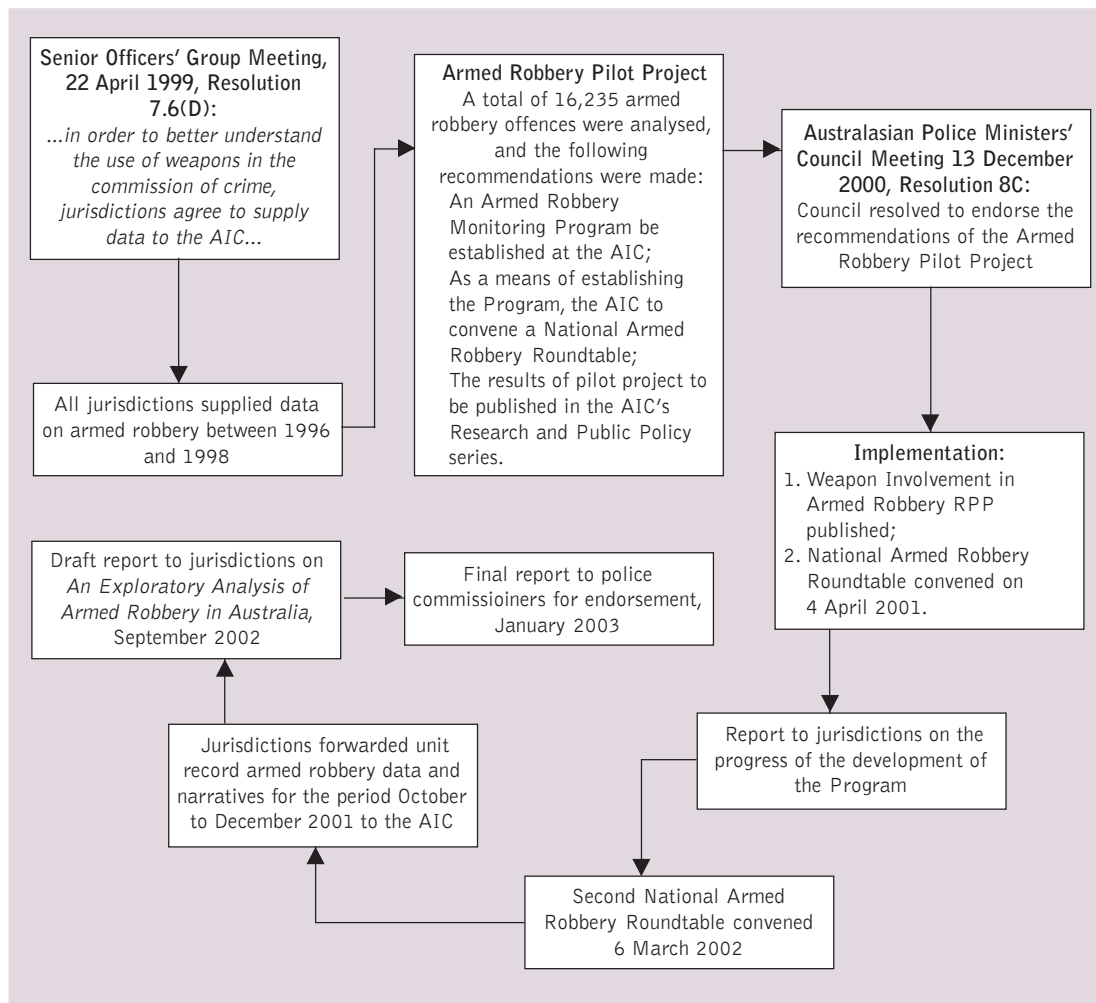 Senior Officers' Group Meeting,
22 April 1999, Resolution
7.6(D):
...in order to better understand
the use of weapons in the
commission of crime,
jurisdictions agree to supply
data to the AIC...
All jurisdictions supplied data
on armed robbery between 1996
and 1998
Armed Robbery Pilot Project
A total of 16,235 armed
robbery offences were analysed,
and the following
recommendations were made:
An Armed Robbery
Monitoring Program be
established at the AIC;
As a means of establishing
the Program, the AIC to
convene a National Armed
Robbery Roundtable;
The results of pilot project to
be published in the AIC's
Research and Public Policy
series.
Australasian Police Ministers'
Council Meeting 13 December
2000, Resolution 8C:
Council resolved to endorse the
recommendations of the Armed
Robbery Pilot Project
Implementation:
1. Weapon Involvement in
Armed Robbery RPP
published;
2. National Armed Robbery
Roundtable convened on
4 April 2001.
Report to jurisdictions on the
progress of the development of
the Program
Second National Armed
Robbery Roundtable convened
6 March 2002
Jurisdictions forwarded unit
record armed robbery data and
narratives for the period October
to December 2001 to the AIC
Draft report to jurisdictions on
An Exploratory Analysis of
Armed Robbery in Australia,
September 2002
Final report to police
commissioiners for endorsement,
January 2003